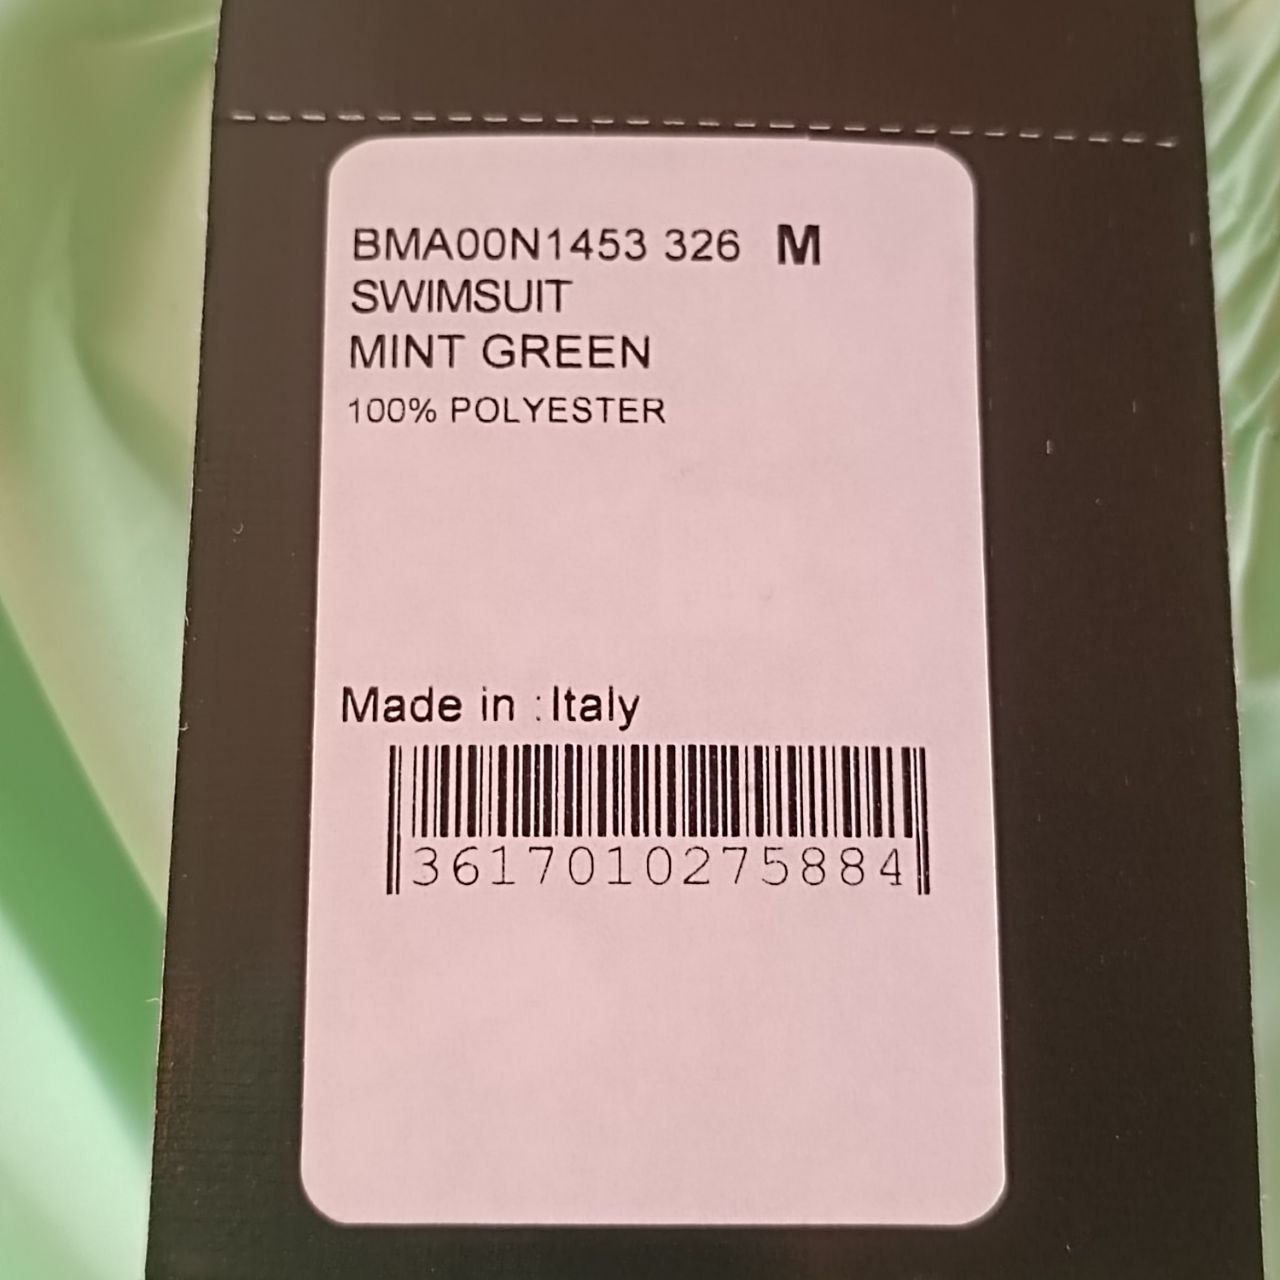 BMA00N1453 326 M
SWIMSUIT
MINT GREEN
100% POLYESTER
Made in :Italy
3617010275884